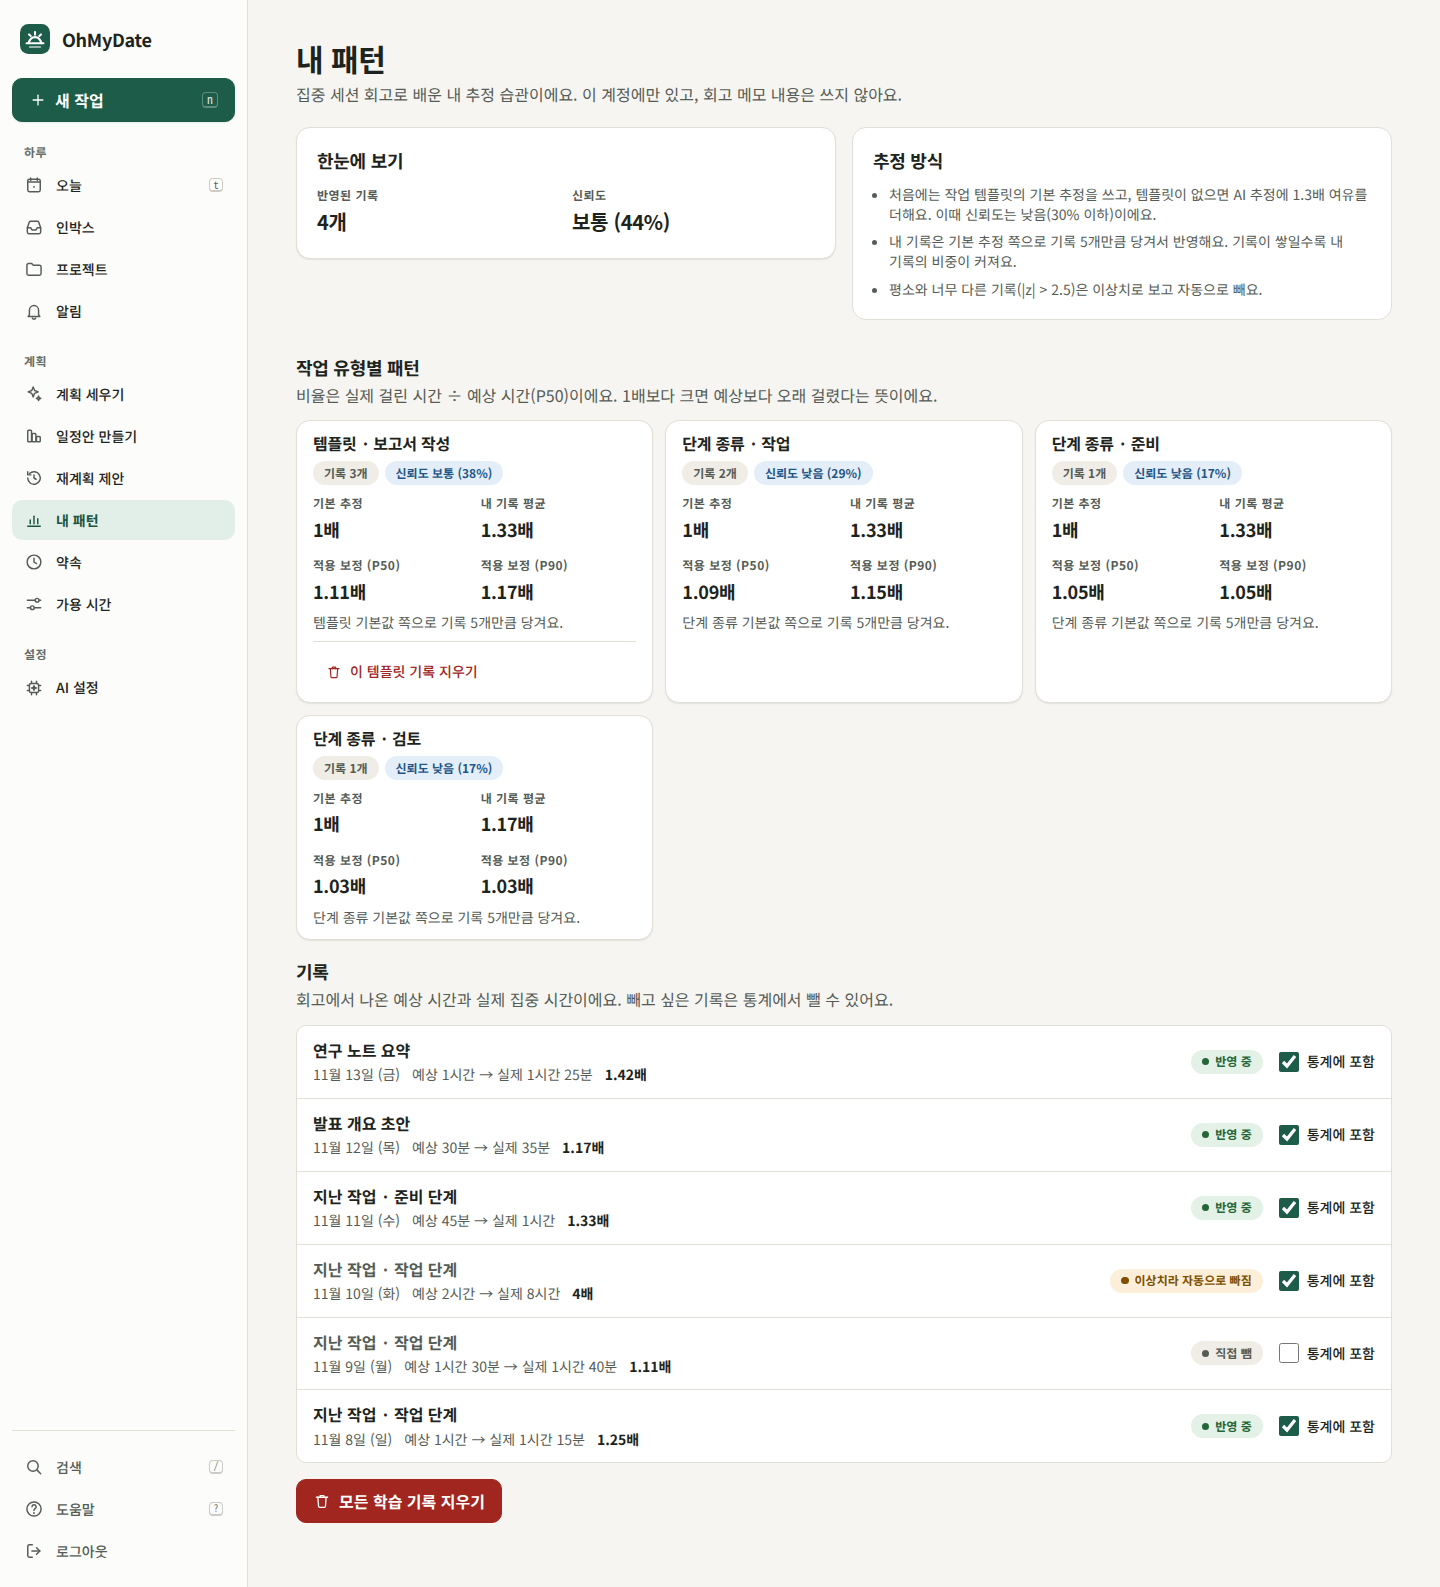 OhMyDate
새 작업 n
하루
오늘 t
인박스
프로젝트
알림
계획
계획 세우기
일정안 만들기
재계획 제안
내 패턴
약속
가용 시간
설정
AI 설정
검색 /
도움말 ?
로그아웃
내 패턴
집중 세션 회고로 배운 내 추정 습관이에요. 이 계정에만 있고, 회고 메모 내용은 쓰지 않아요.
한눈에 보기
반영된 기록 신뢰도
4개 보통 (44%)
추정 방식
처음에는 작업 템플릿의 기본 추정을 쓰고, 템플릿이 없으면 AI 추정에 1.3배 여유를
더해요. 이때 신뢰도는 낮음(30% 이하)이에요.
내 기록은 기본 추정 쪽으로 기록 5개만큼 당겨서 반영해요. 기록이 쌓일수록 내
기록의 비중이 커져요.
평소와 너무 다른 기록(|z| > 2.5)은 이상치로 보고 자동으로 빼요.
작업 유형별 패턴
비율은 실제 걸린 시간 ÷ 예상 시간(P50)이에요. 1배보다 크면 예상보다 오래 걸렸다는 뜻이에요.
템플릿 · 보고서 작성
기록 3개 신뢰도 보통 (38%)
기본 추정 내 기록 평균
1배 1.33배
적용 보정 (P50) 적용 보정 (P90)
1.11배 1.17배
템플릿 기본값 쪽으로 기록 5개만큼 당겨요.
이 템플릿 기록 지우기
단계 종류 · 작업
기록 2개 신뢰도 낮음 (29%)
기본 추정 내 기록 평균
1배 1.33배
적용 보정 (P50) 적용 보정 (P90)
1.09배 1.15배
단계 종류 기본값 쪽으로 기록 5개만큼 당겨요.
단계 종류 · 준비
기록 1개 신뢰도 낮음 (17%)
기본 추정 내 기록 평균
1배 1.33배
적용 보정 (P50) 적용 보정 (P90)
1.05배 1.05배
단계 종류 기본값 쪽으로 기록 5개만큼 당겨요.
단계 종류 · 검토
기록 1개 신뢰도 낮음 (17%)
기본 추정 내 기록 평균
1배 1.17배
적용 보정 (P50) 적용 보정 (P90)
1.03배 1.03배
단계 종류 기본값 쪽으로 기록 5개만큼 당겨요.
기록
회고에서 나온 예상 시간과 실제 집중 시간이에요. 빼고 싶은 기록은 통계에서 뺄 수 있어요.
연구 노트 요약
11월 13일 (금) 예상 1시간 → 실제 1시간 25분 1.42배
반영 중 통계에 포함
발표 개요 초안
11월 12일 (목) 예상 30분 → 실제 35분 1.17배
반영 중 통계에 포함
지난 작업 · 준비 단계
11월 11일 (수) 예상 45분 → 실제 1시간 1.33배
반영 중 통계에 포함
지난 작업 · 작업 단계
11월 10일 (화) 예상 2시간 → 실제 8시간 4배
이상치라 자동으로 빠짐 통계에 포함
지난 작업 · 작업 단계
11월 9일 (월) 예상 1시간 30분 → 실제 1시간 40분 1.11배
직접 뺌 통계에 포함
지난 작업 · 작업 단계
11월 8일 (일) 예상 1시간 → 실제 1시간 15분 1.25배
반영 중 통계에 포함
모든 학습 기록 지우기